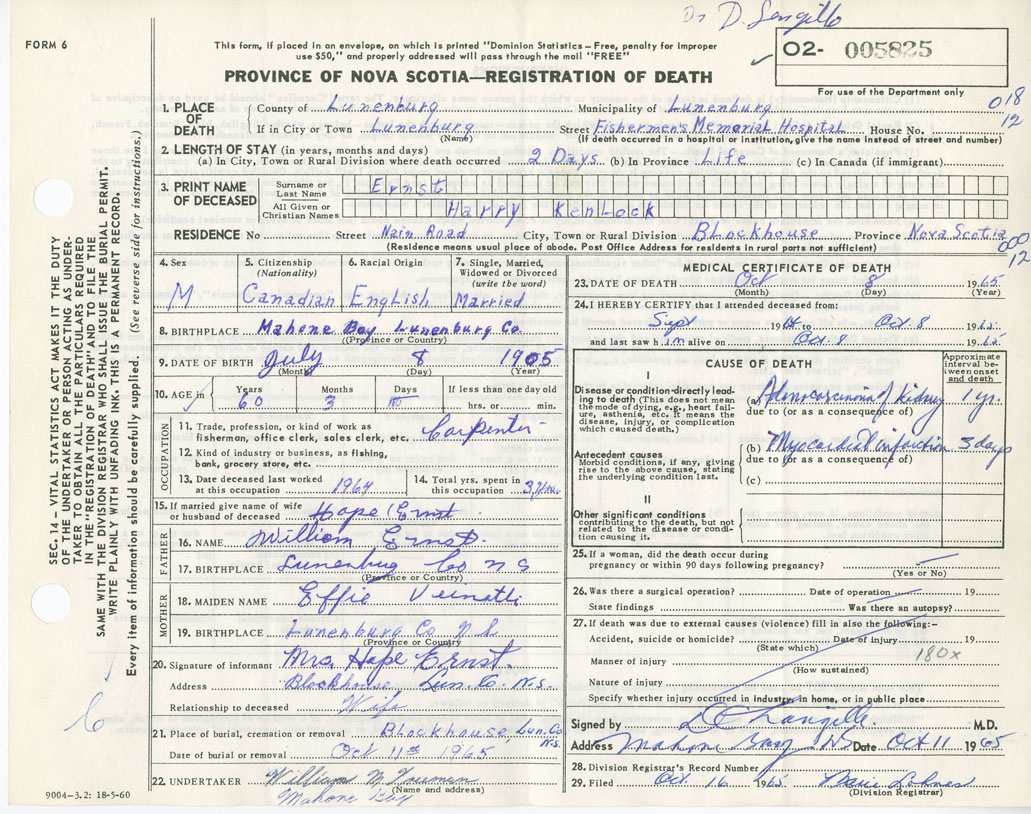 Dr D. Langille
FORM 6
This form, if placed in an envelope, on which is printed "Dominion Statistics – Free, penalty for improper
use $50," and properly addressed will pass through the mail "FREE"
O2- 005825
PROVINCE OF NOVA SCOTIA—REGISTRATION OF DEATH
For use of the Department only
018
12
1. PLACE OF DEATH
County of Lunenburg Municipality of Lunenburg
If in City or Town Lunenburg Street Fishermen's Memorial Hospital House No.
(Name) (If death occurred in a hospital or institution, give the name instead of street and number)
2. LENGTH OF STAY (in years, months and days)
(a) In City, Town or Rural Division where death occurred 2 Days (b) In Province Life (c) In Canada (if immigrant)
3. PRINT NAME OF DECEASED
Surname or Last Name Ernst
All Given or Christian Names Harry Kenlock
RESIDENCE No Street Main Road City, Town or Rural Division Blockhouse Province Nova Scotia
(Residence means usual place of abode. Post Office Address for residents in rural parts not sufficient)
000
12
SEC. 14 – VITAL STATISTICS ACT MAKES IT THE DUTY
OF THE UNDERTAKER OR PERSON ACTING AS UNDER-
TAKER TO OBTAIN ALL THE PARTICULARS REQUIRED
IN THE "REGISTRATION OF DEATH" AND TO FILE THE
SAME WITH THE DIVISION REGISTRAR WHO SHALL ISSUE THE BURIAL PERMIT.
WRITE PLAINLY WITH UNFADING INK. THIS IS A PERMANENT RECORD.
Every item of information should be carefully supplied. (See reverse side for instructions.)
4. Sex
M
5. Citizenship
(Nationality)
Canadian
6. Racial Origin
English
7. Single, Married,
Widowed or Divorced
(write the word)
Married
8. BIRTHPLACE Mahone Bay Lunenburg Co.
(Province or Country)
9. DATE OF BIRTH July 8 1905
(Month) (Day) (Year)
10. AGE in
Years Months Days If less than one day old
60 3 hrs. or min.
OCCUPATION
11. Trade, profession, or kind of work as
fisherman, office clerk, sales clerk, etc. Carpenter
12. Kind of industry or business, as fishing,
bank, grocery store, etc.
13. Date deceased last worked
at this occupation 1964
14. Total yrs. spent in
this occupation
15. If married give name of wife
or husband of deceased Hope (Ernst
FATHER
16. NAME William Ernst
17. BIRTHPLACE Lunenburg Co N S
(Province or Country)
MOTHER
18. MAIDEN NAME Effie
19. BIRTHPLACE Lunenburg Co. N.S.
(Province or Country)
20. Signature of informant Mrs. Hope Ernst.
Address Blockhouse Lun. Co. N.S.
Relationship to deceased Wife
21. Place of burial, cremation or removal Blockhouse, Lun. Co N.S.
Date of burial or removal Oct 11th 1965
22. UNDERTAKER William M.
(Name and address)
Mahone Bay
9004–3.2: 18-5-60
MEDICAL CERTIFICATE OF DEATH
23. DATE OF DEATH Oct 8 1965
(Month) (Day) (Year)
24. I HEREBY CERTIFY that I attended deceased from:
Sept 1964 to Oct. 8 1965
and last saw him alive on Oct. 8 1965
CAUSE OF DEATH
Approximate
interval be-
tween onset
and death
I
Disease or condition directly lead-
ing to death (This does not mean
the mode of dying, e.g., heart fail-
ure, asthenia, etc. It means the
disease, injury, or complication
which caused death.)
(a) Adenocarcinoma of kidney 1 yr.
due to (or as a consequence of)
(b) Myocardial infarction 3 days
due to (or as a consequence of)
Antecedent causes
Morbid conditions, if any, giving
rise to the above cause, stating
the underlying condition last.
(c)
II
Other significant conditions
contributing to the death, but not
related to the disease or condi-
tion causing it.
25. If a woman, did the death occur during
pregnancy or within 90 days following pregnancy?
(Yes or No)
26. Was there a surgical operation? Date of operation 19
State findings Was there an autopsy?
27. If death was due to external causes (violence) fill in also the following:–
Accident, suicide or homicide? Date of injury 19
(State which)
180x
Manner of injury
(How sustained)
Nature of injury
Specify whether injury occurred in industry, in home, or in public place
Signed by D C Langille. M.D.
Address Mahone Bay NS Date Oct 11 1965
28. Division Registrar's Record Number
29. Filed Oct. 16 1965
(Division Registrar)